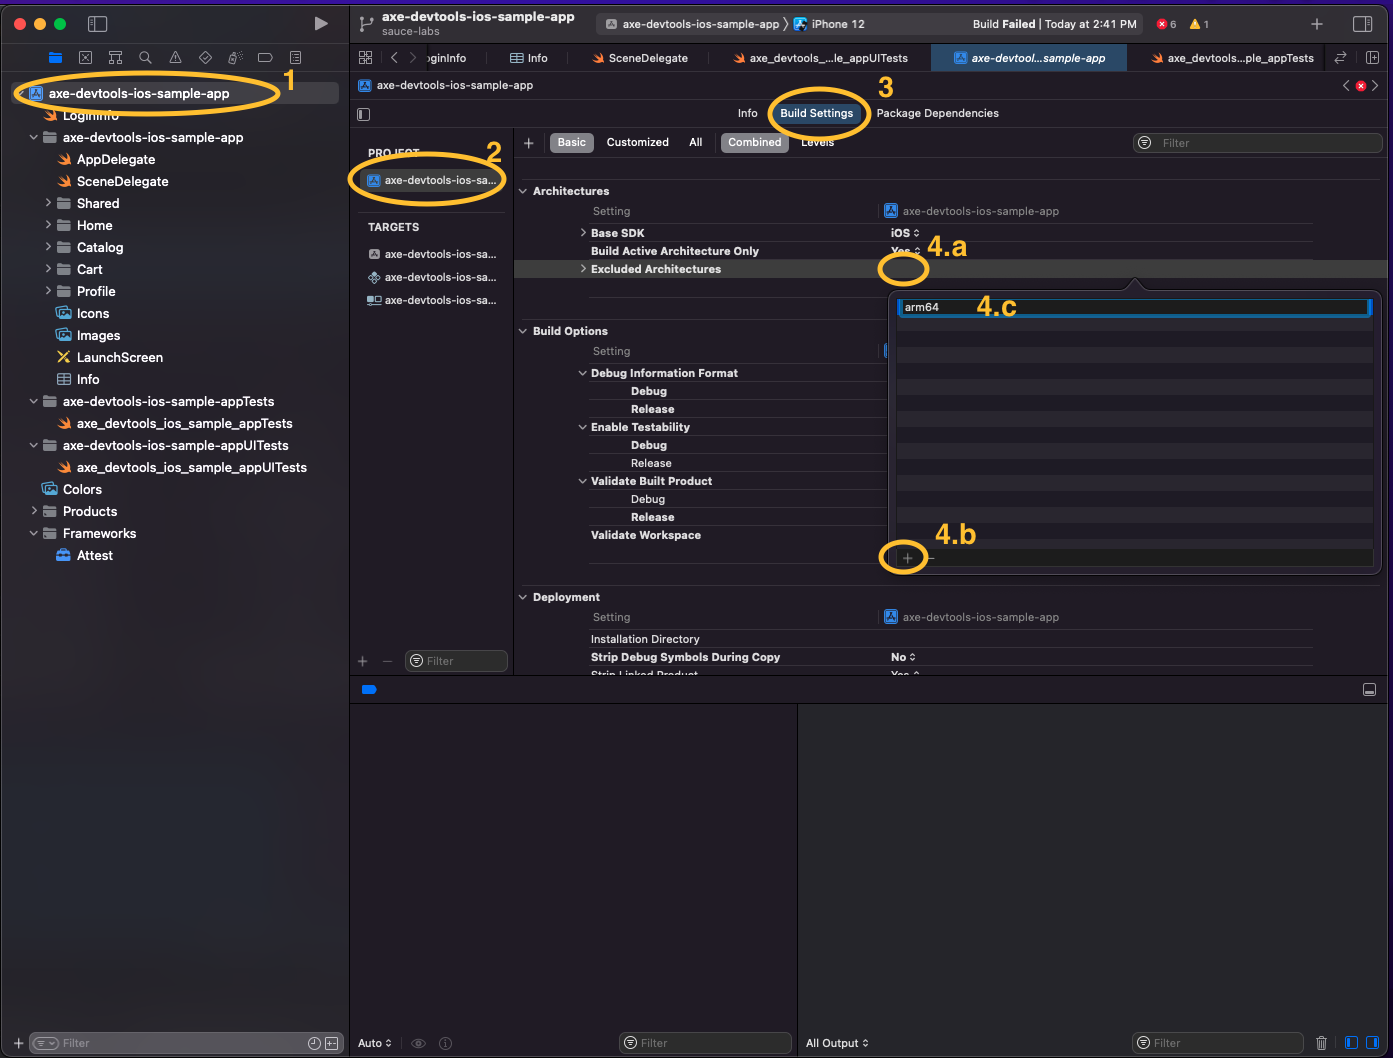 axe-devtools-ios-sample-app
sauce-labs
axe-devtools-ios-sample-app
iPhone 12
Build Failed | Today at 2:41 PM
6
1
oginInfo
Info
SceneDelegate
axe_devtools_...le_appUITests
axe-devtool...sample-app
axe_devtools...ple_appTests
axe-devtools-ios-sample-app
1
axe-devtools-ios-sample-app
LoginInfo
axe-devtools-ios-sample-app
AppDelegate
SceneDelegate
Shared
Home
Catalog
Cart
Profile
Icons
Images
LaunchScreen
Info
axe-devtools-ios-sample-appTests
axe_devtools_ios_sample_appTests
axe-devtools-ios-sample-appUITests
axe_devtools_ios_sample_appUITests
Colors
Products
Frameworks
Attest
Filter
3
Info
Build Settings
Package Dependencies
PROJECT
2
axe-devtools-ios-sa...
TARGETS
axe-devtools-ios-sa...
axe-devtools-ios-sa...
axe-devtools-ios-sa...
Filter
Basic
Customized
All
Combined
Levels
Filter
Architectures
Setting
axe-devtools-ios-sample-app
Base SDK
iOS
Build Active Architecture Only
Yes
4.a
Excluded Architectures
arm64
4.c
4.b
Build Options
Setting
Debug Information Format
Debug
Release
Enable Testability
Debug
Release
Validate Built Product
Debug
Release
Validate Workspace
Deployment
Setting
axe-devtools-ios-sample-app
Installation Directory
Strip Debug Symbols During Copy
No
Strip Linked Product
Yes
Auto
Filter
All Output
Filter